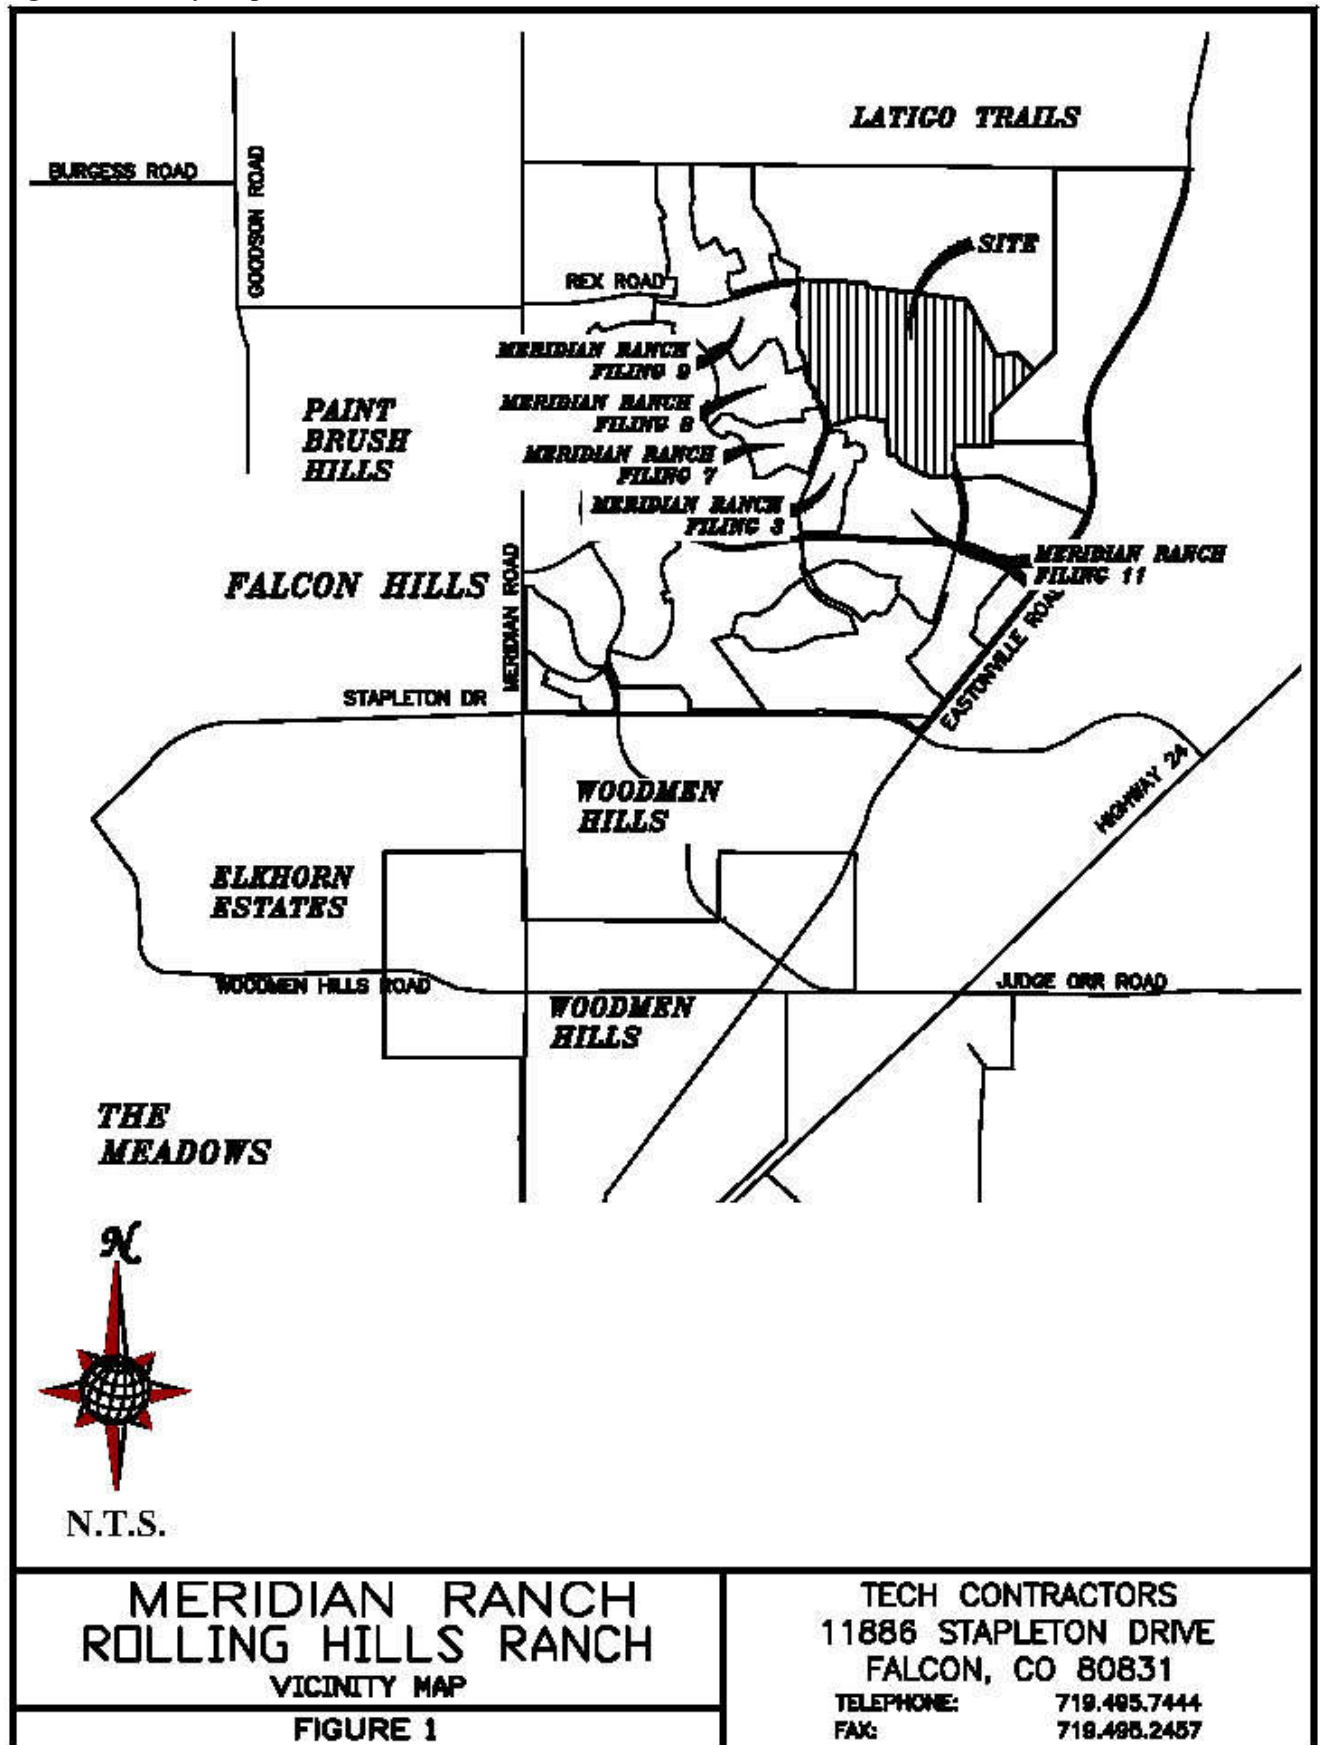 LATIGO TRAILS
BURGESS ROAD
GOODSON ROAD
SITE
REX ROAD
MERIDIAN RANCH
FILING 9
MERIDIAN RANCH
FILING 8
PAINT
BRUSH
HILLS
MERIDIAN RANCH
FILING 7
MERIDIAN RANCH
FILING 3
MERIDIAN RANCH
FILING 11
FALCON HILLS
MERIDIAN ROAD
EASTONVILLE ROAD
STAPLETON DR
HIGHWAY 24
WOODMEN
HILLS
ELKHORN
ESTATES
WOODMEN HILLS ROAD
JUDGE ORR ROAD
WOODMEN
HILLS
THE
MEADOWS
N
N.T.S.
MERIDIAN RANCH
ROLLING HILLS RANCH
VICINITY MAP
FIGURE 1
TECH CONTRACTORS
11886 STAPLETON DRIVE
FALCON, CO 80831
TELEPHONE: 719.495.7444
FAX: 719.495.2457